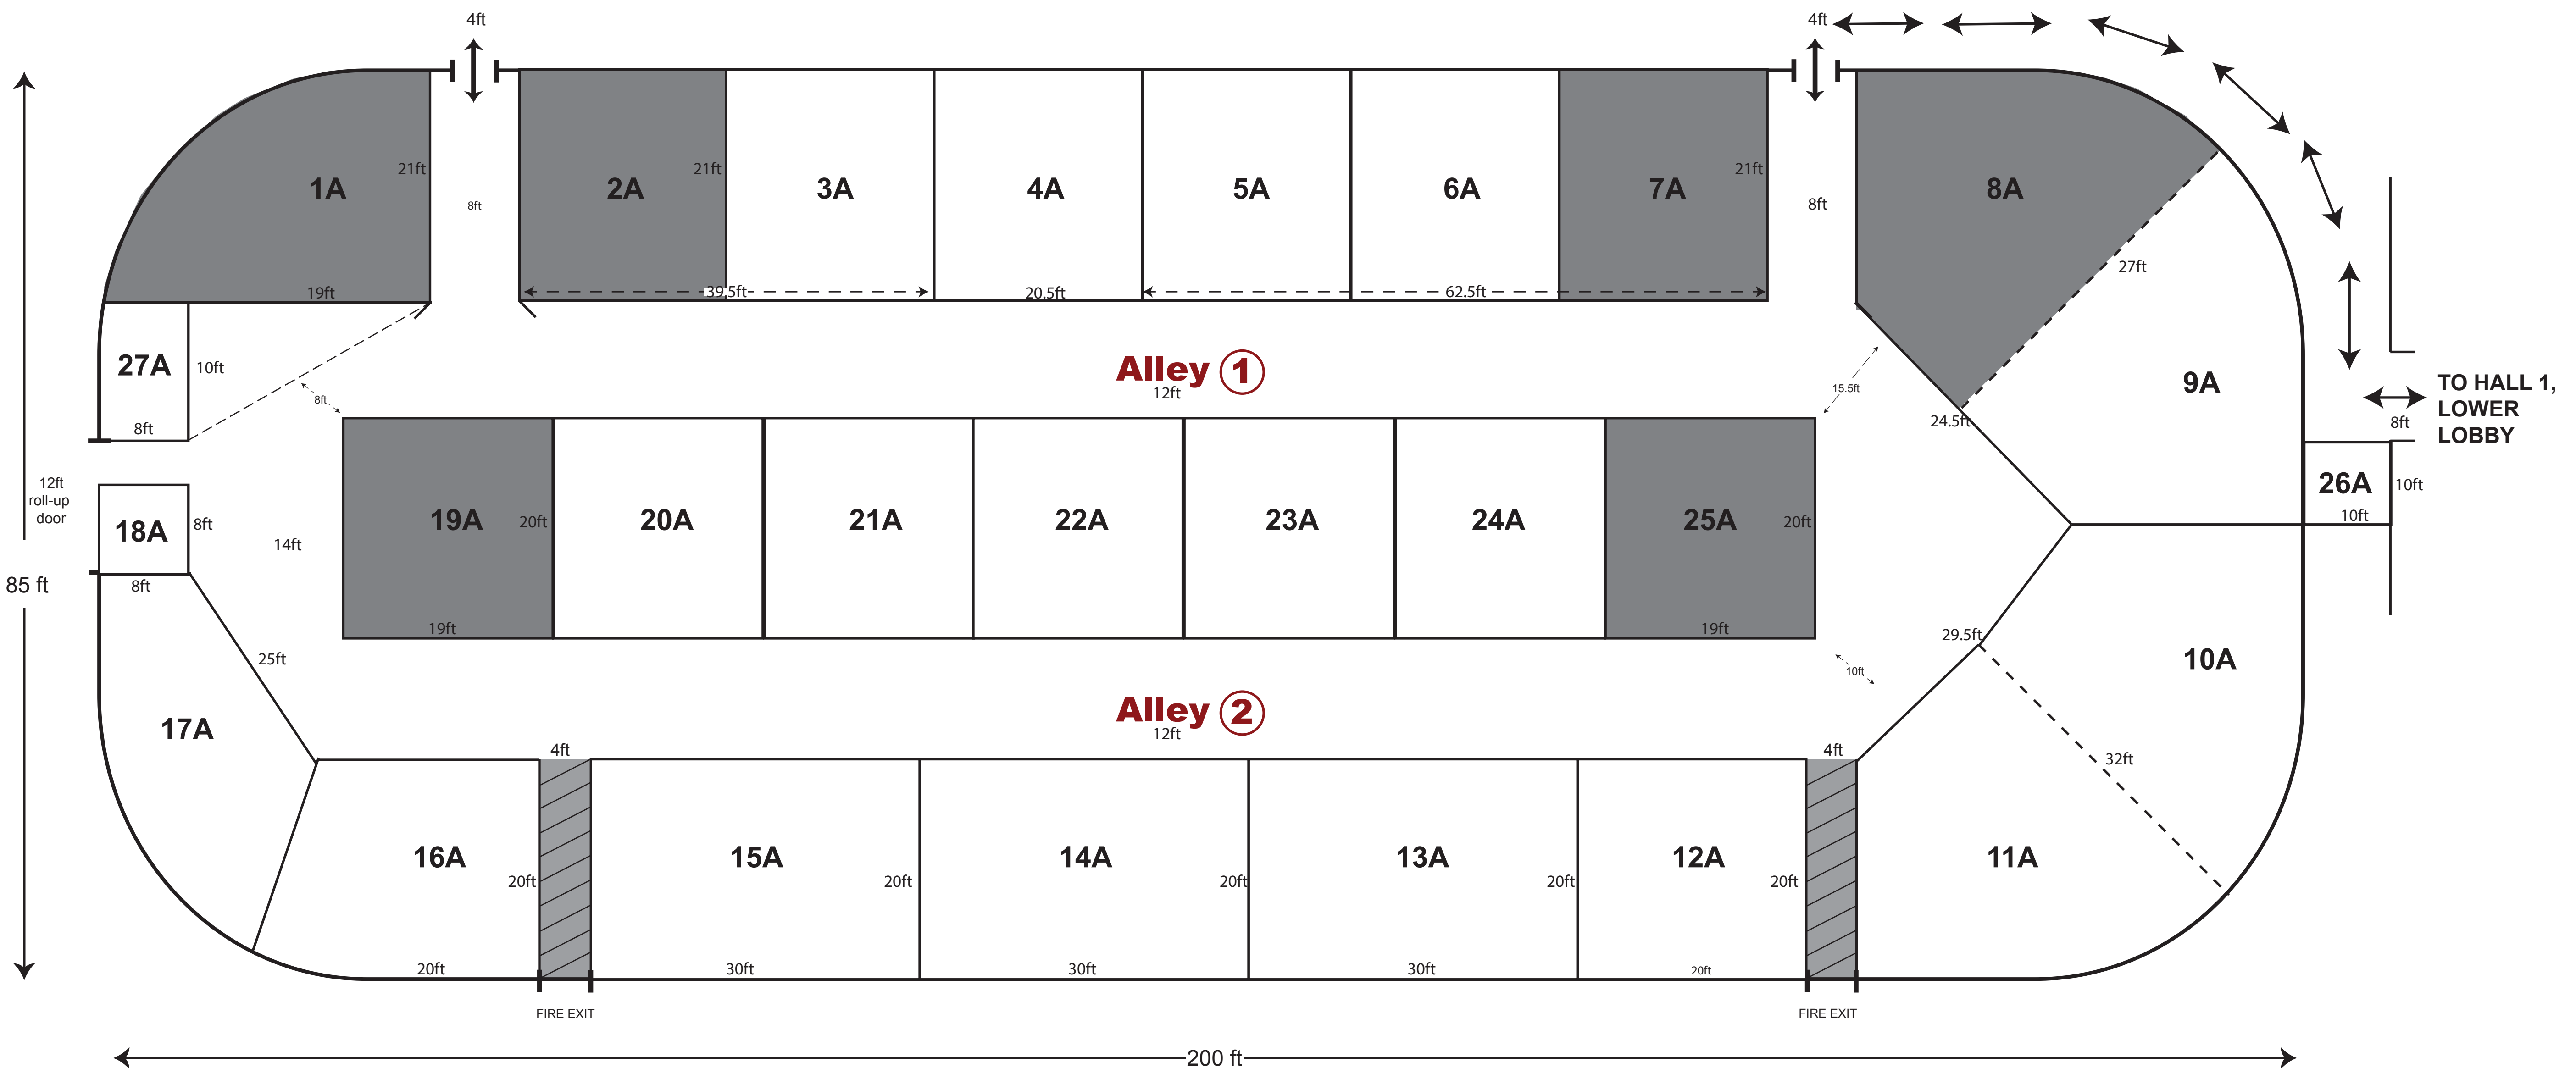 4ft
4ft
1A
21ft
19ft
8ft
2A
21ft
3A
4A
5A
6A
7A
21ft
39.5ft
20.5ft
62.5ft
8ft
8A
27ft
9A
24.5ft
15.5ft
TO HALL 1,
LOWER
LOBBY
8ft
27A
10ft
8ft
8ft
Alley 1
12ft
12ft
roll-up
door
18A
8ft
8ft
14ft
85 ft
19A
20ft
19ft
20A
21A
22A
23A
24A
25A
20ft
19ft
26A
10ft
10ft
25ft
17A
29.5ft
10ft
10A
32ft
Alley 2
12ft
4ft
4ft
16A
20ft
20ft
15A
20ft
30ft
14A
20ft
30ft
13A
20ft
30ft
12A
20ft
20ft
11A
FIRE EXIT
FIRE EXIT
200 ft